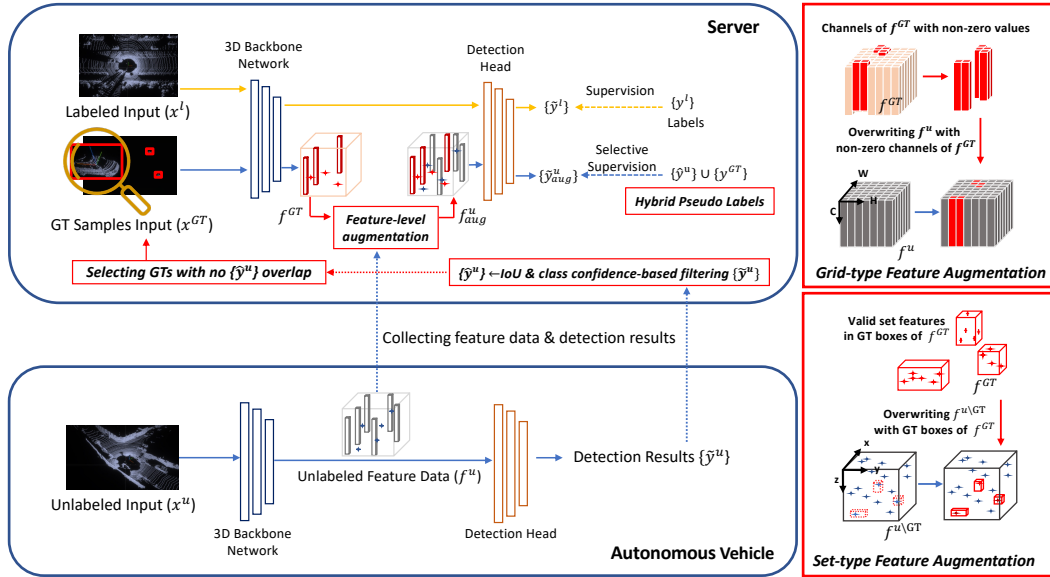 Server
3D Backbone
Network
Detection
Head
Labeled Input (x^l)
{ỹ^l}
Supervision
{y^l}
Labels
Selective
Supervision
{ỹ^u_aug}
{ŷ^u} ∪ {y^GT}
Hybrid Pseudo Labels
GT Samples Input (x^GT)
f^GT
Feature-level
augmentation
f^u_aug
Selecting GTs with no {ŷ^u} overlap
{ŷ^u} ←IoU & class confidence-based filtering {ỹ^u}
Collecting feature data & detection results
Unlabeled Input (x^u)
3D Backbone
Network
Unlabeled Feature Data (f^u)
Detection Head
Detection Results {ỹ^u}
Autonomous Vehicle
Channels of f^GT with non-zero values
f^GT
Overwriting f^u with
non-zero channels of f^GT
W
H
C
f^u
Grid-type Feature Augmentation
Valid set features
in GT boxes of f^GT
f^GT
Overwriting f^u\GT
with GT boxes of f^GT
x
y
z
f^u\GT
Set-type Feature Augmentation